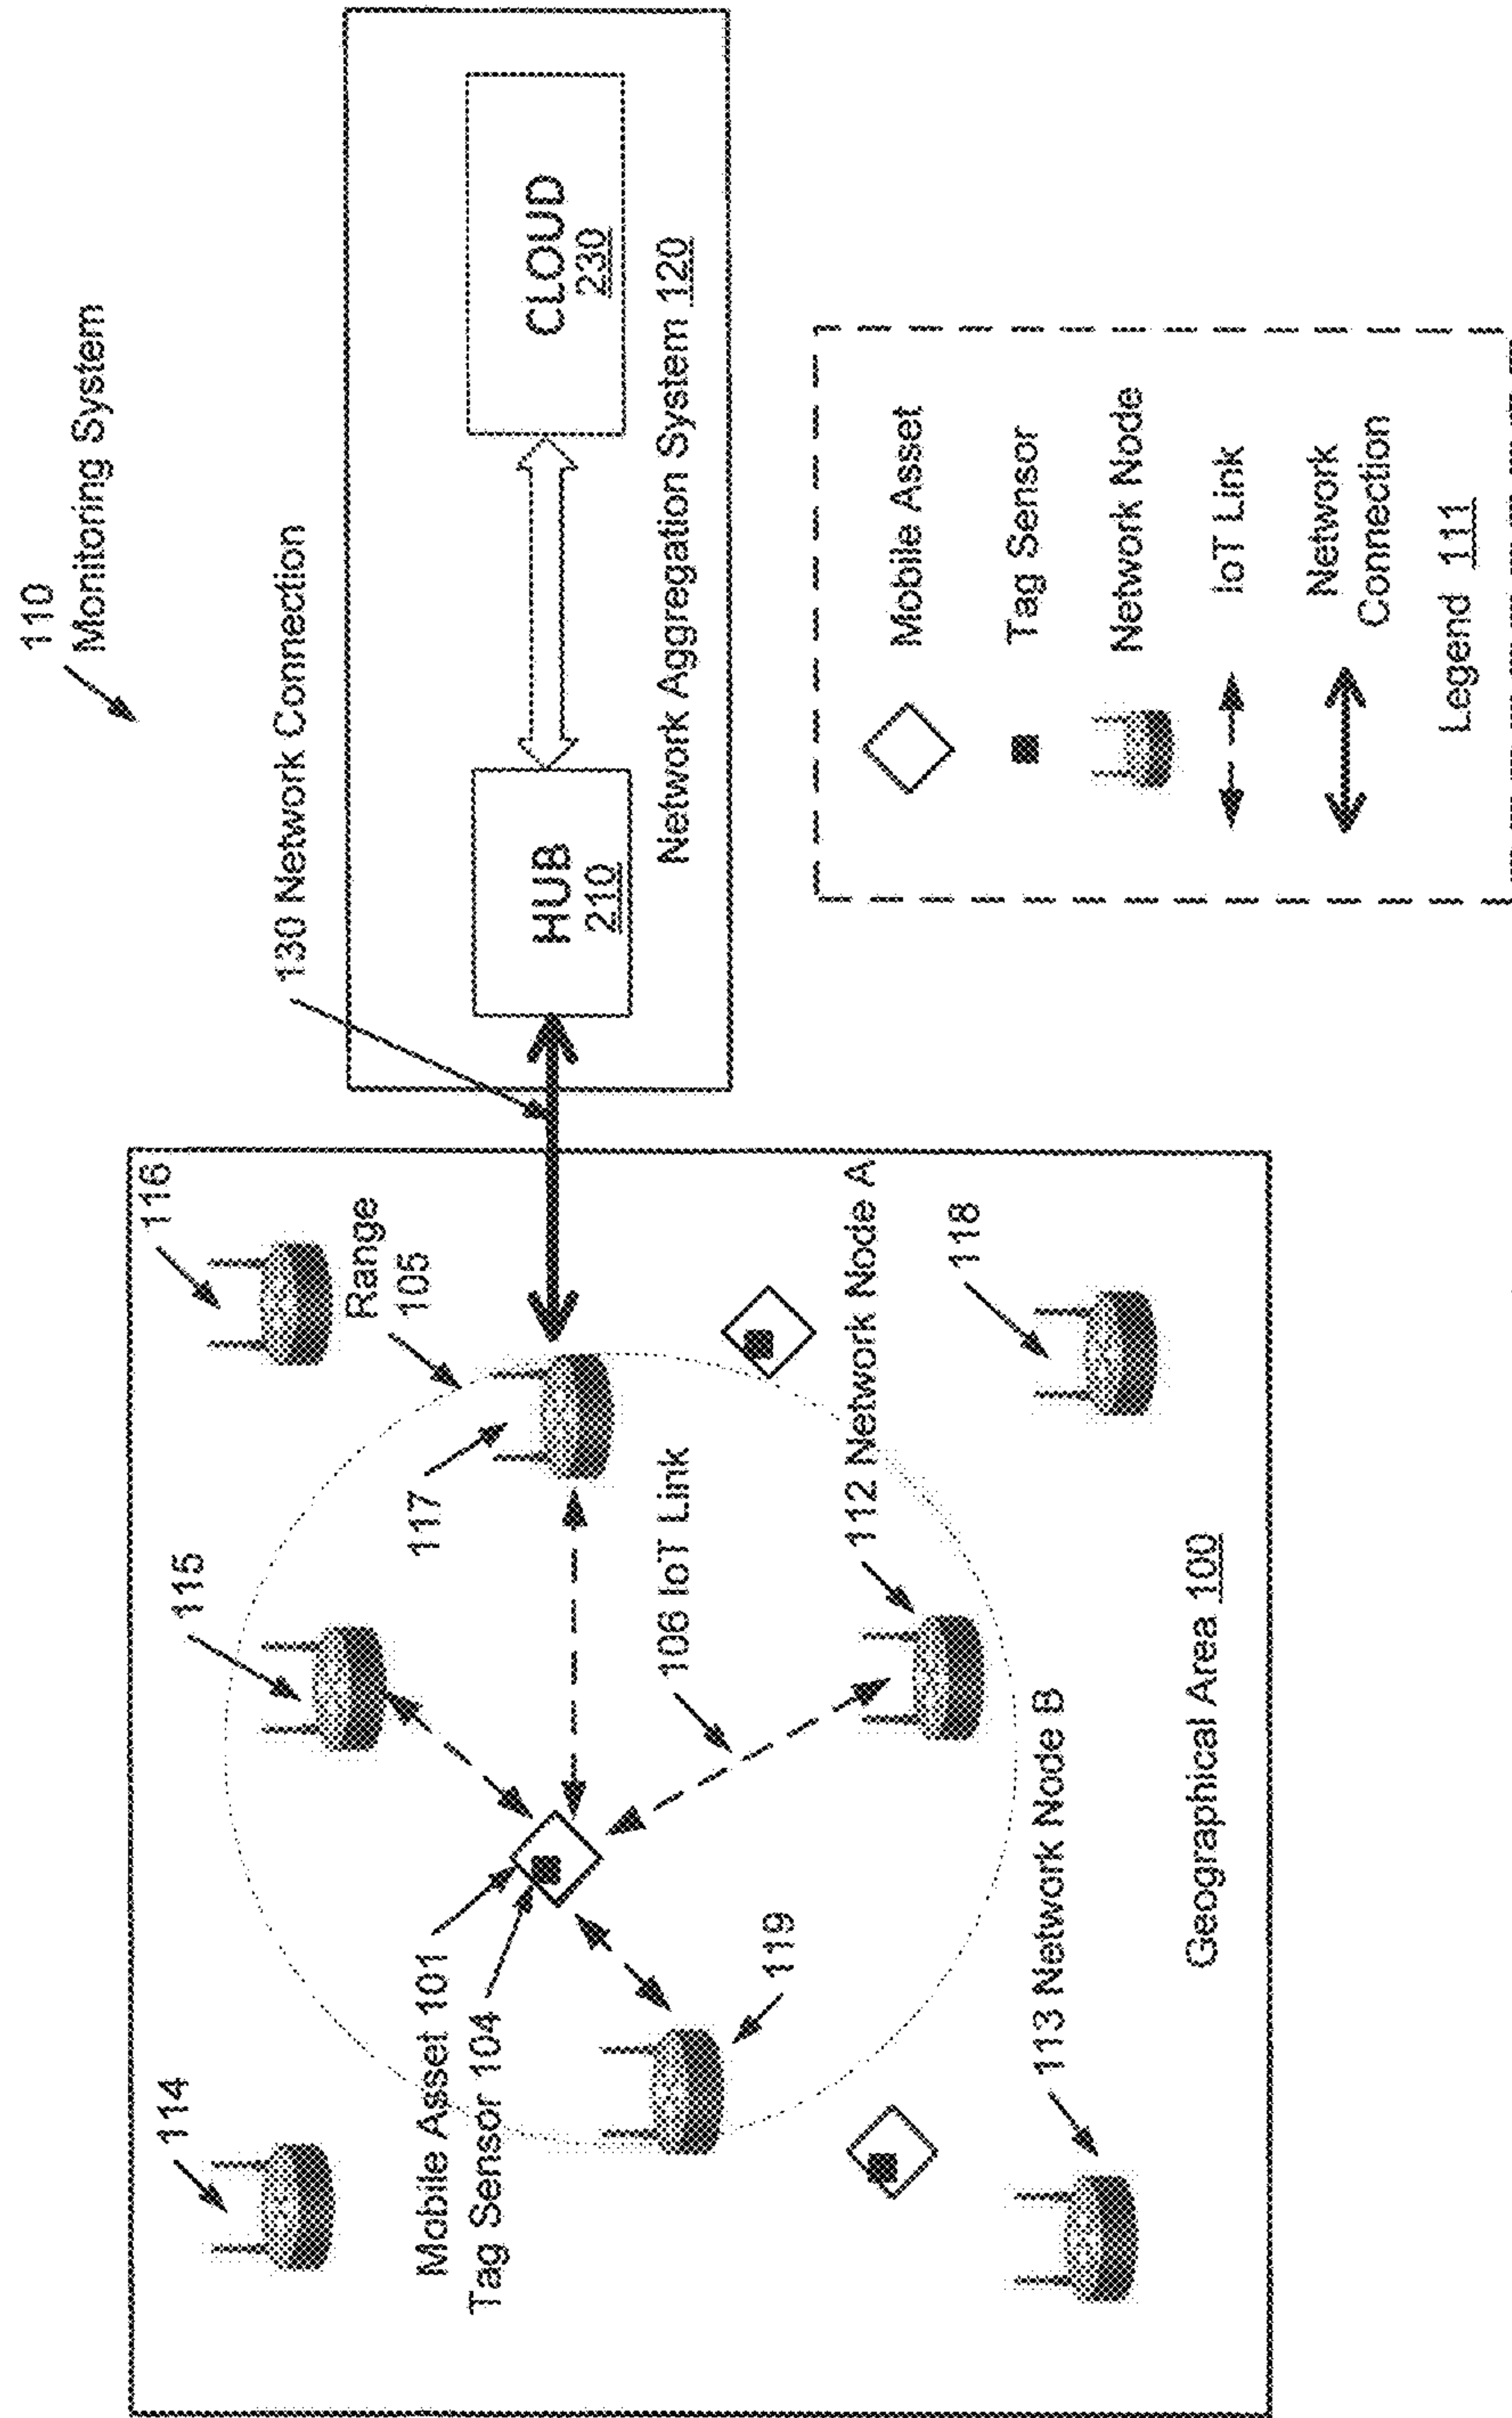 110
Monitoring System
130 Network Connection
116
115
114
Range
105
117
Mobile Asset 101
Tag Sensor 104
106 IoT Link
119
112 Network Node A
118
113 Network Node B
Geographical Area 100
HUB
210
CLOUD
230
Network Aggregation System 120
Mobile Asset
Tag Sensor
Network Node
IoT Link
Network
Connection
Legend 111